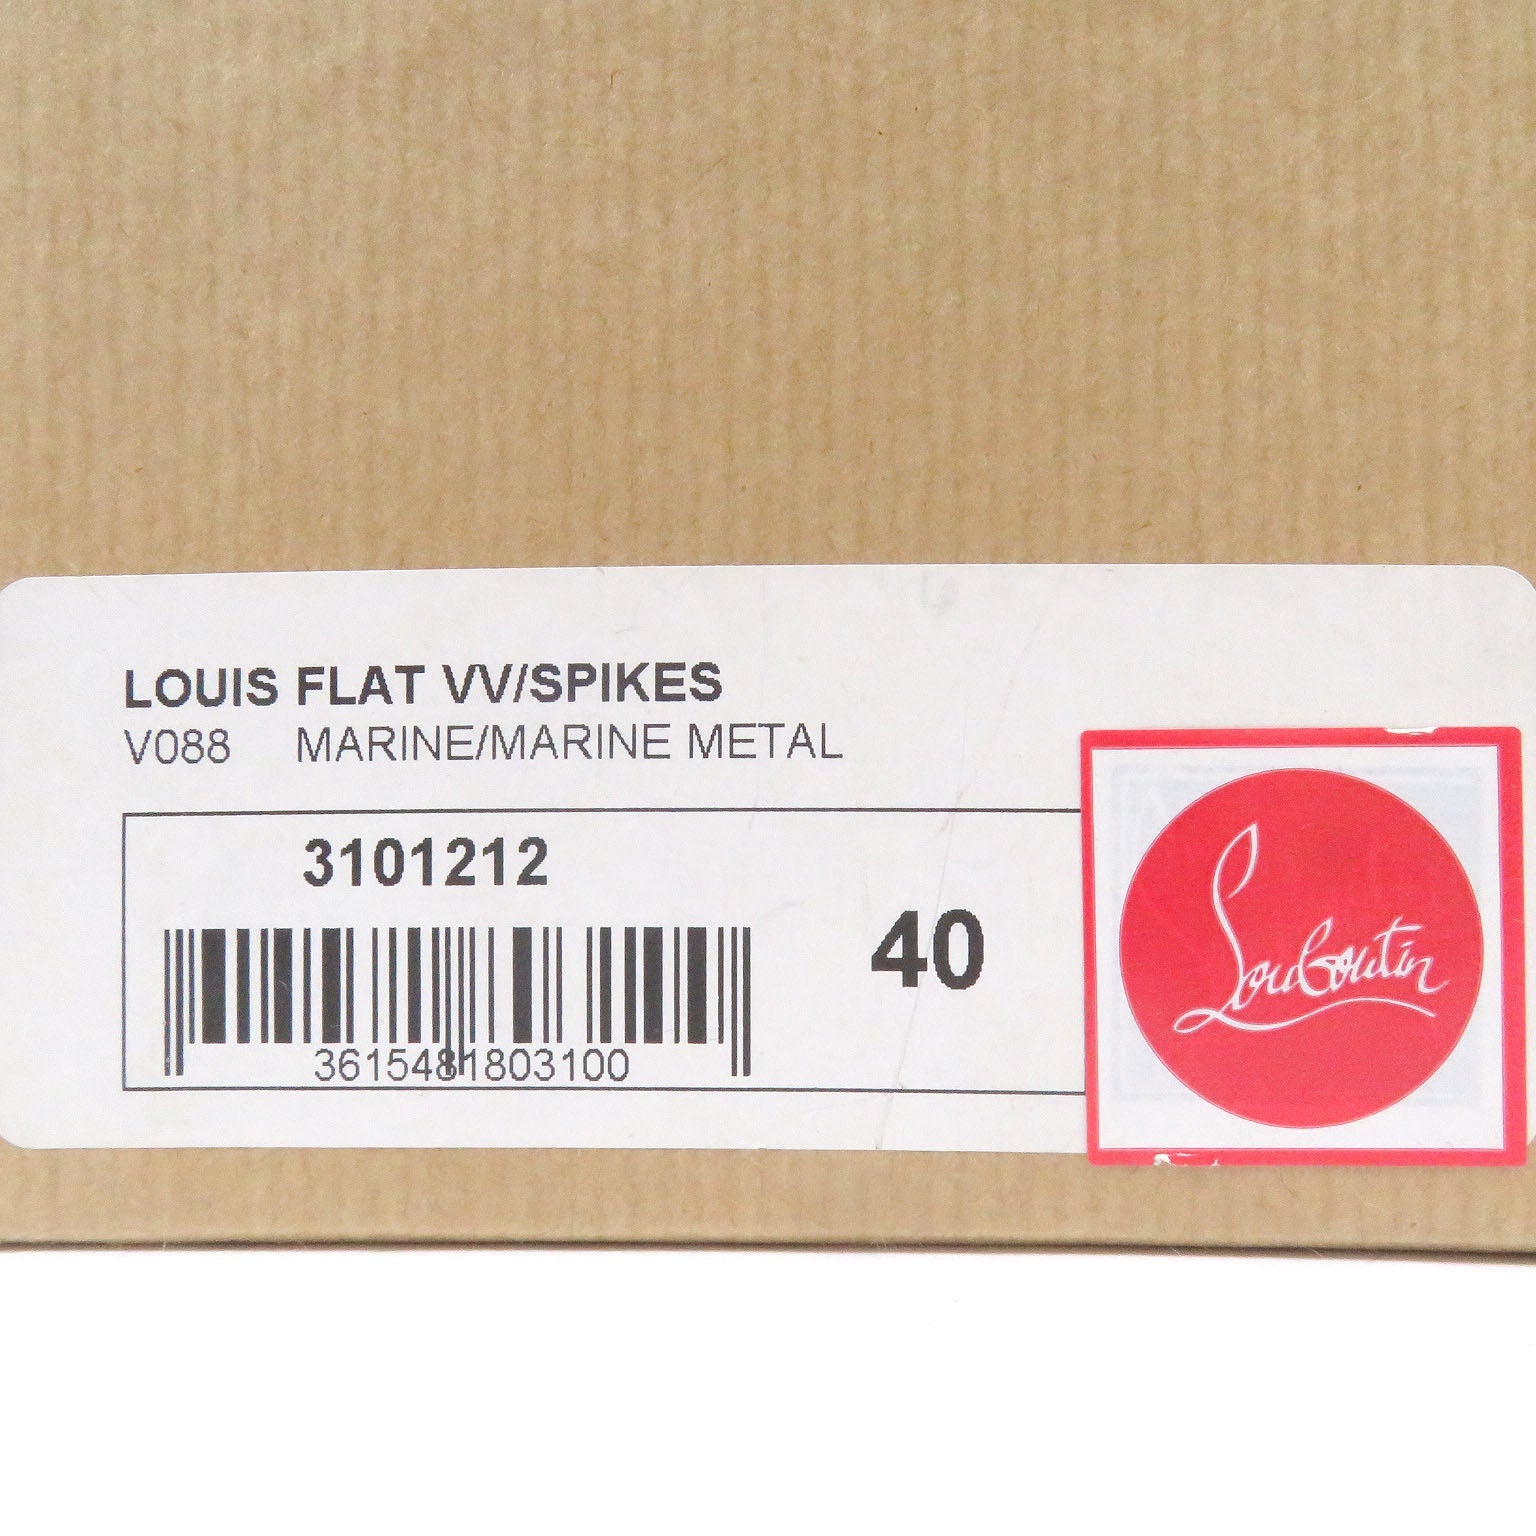 LOUIS FLAT VV/SPIKES
V088 MARINE/MARINE METAL
3101212
40
3615481803100
Louboutin